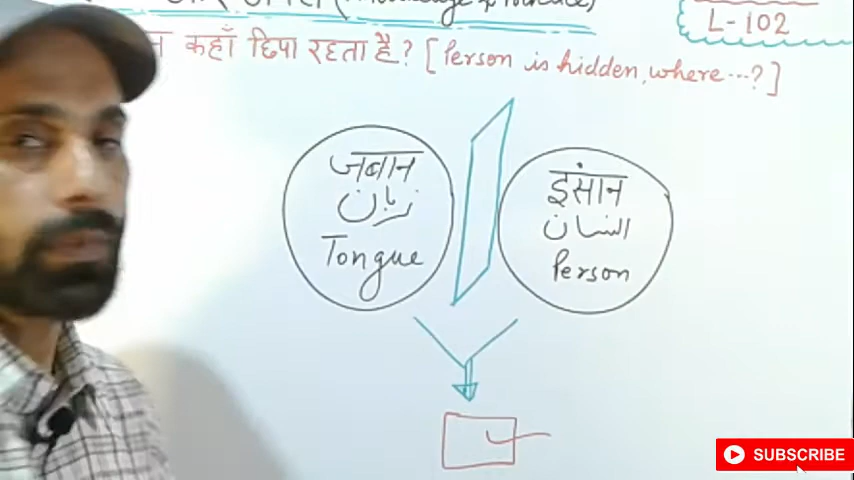 L-102
कहाँ छिपा रहता है? [Person is hidden, where...?]
जबान
زبان
Tongue
इंसान
انسان
Person
SUBSCRIBE